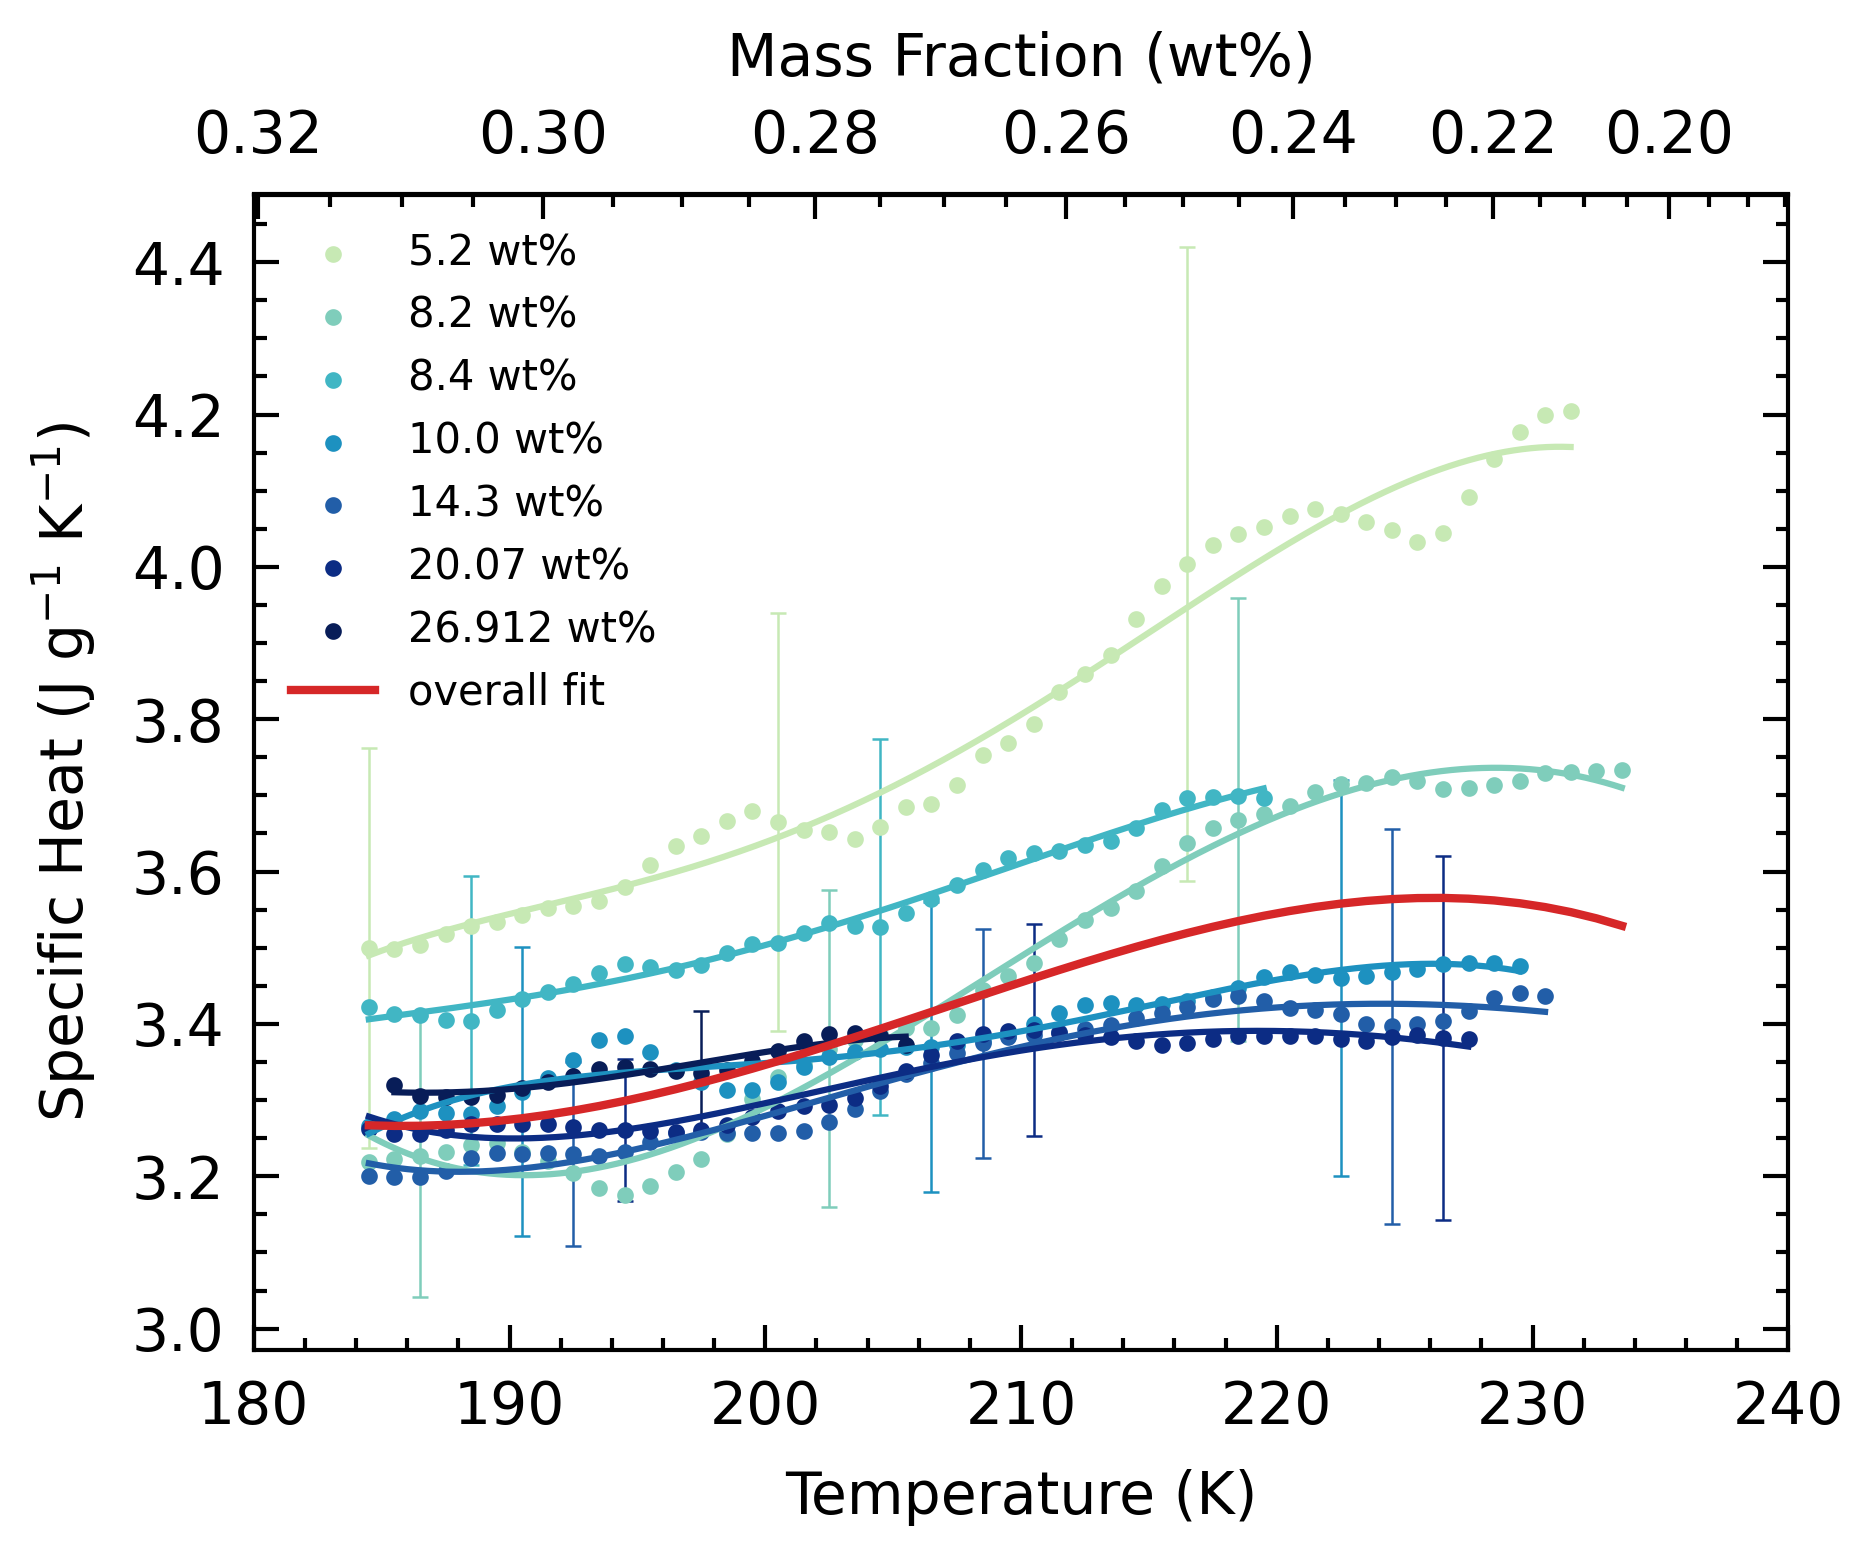 Mass Fraction (wt%)
0.32 0.30 0.28 0.26 0.24 0.22 0.20
Specific Heat (J g⁻¹ K⁻¹)
4.4
4.2
4.0
3.8
3.6
3.4
3.2
3.0
5.2 wt%
8.2 wt%
8.4 wt%
10.0 wt%
14.3 wt%
20.07 wt%
26.912 wt%
overall fit
180 190 200 210 220 230 240
Temperature (K)